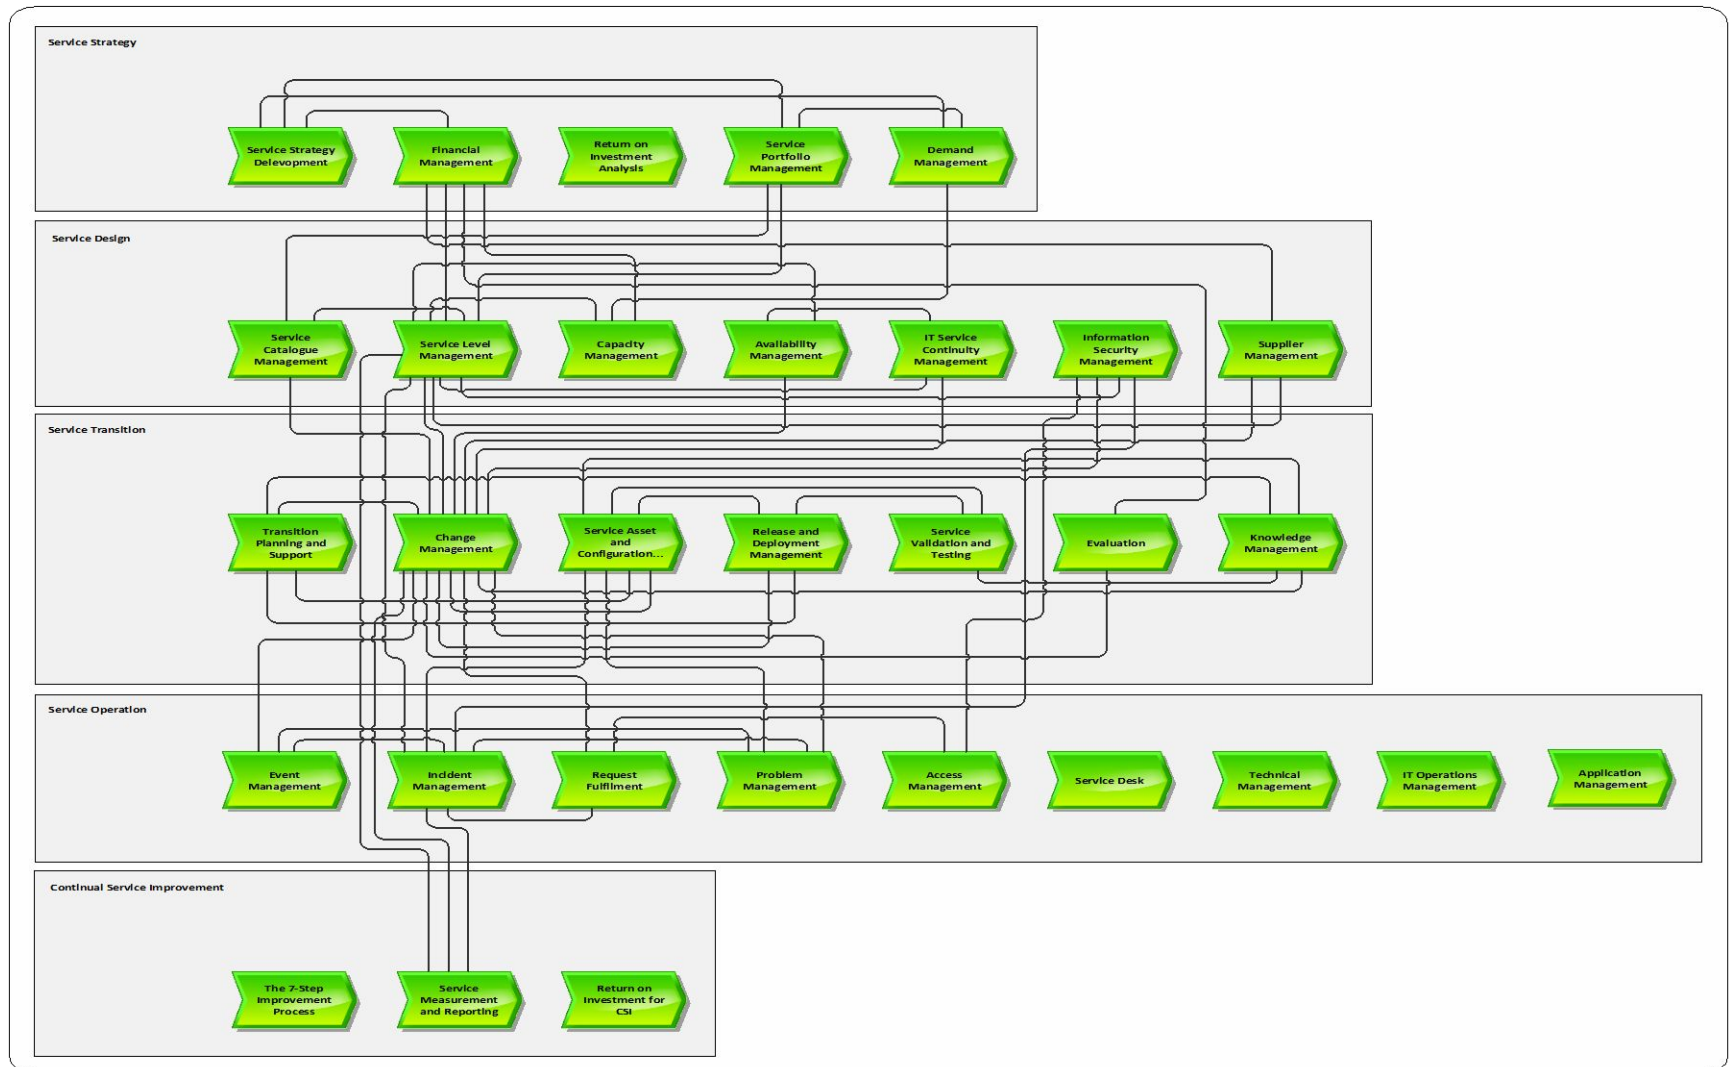 Service Strategy
Service Strategy
Delevopment
Financial
Management
Return on
Investment
Analysis
Service
Portfolio
Management
Demand
Management
Service Design
Service
Catalogue
Management
Service Level
Management
Capacity
Management
Availability
Management
IT Service
Continuity
Management
Information
Security
Management
Supplier
Management
Service Transition
Transition
Planning and
Support
Change
Management
Service Asset
and
Configuration...
Release and
Deployment
Management
Service
Validation and
Testing
Evaluation
Knowledge
Management
Service Operation
Event
Management
Incident
Management
Request
Fulfilment
Problem
Management
Access
Management
Service Desk
Technical
Management
IT Operations
Management
Application
Management
Continual Service Improvement
The 7-Step
Improvement
Process
Service
Measurement
and Reporting
Return on
Investment for
CSI